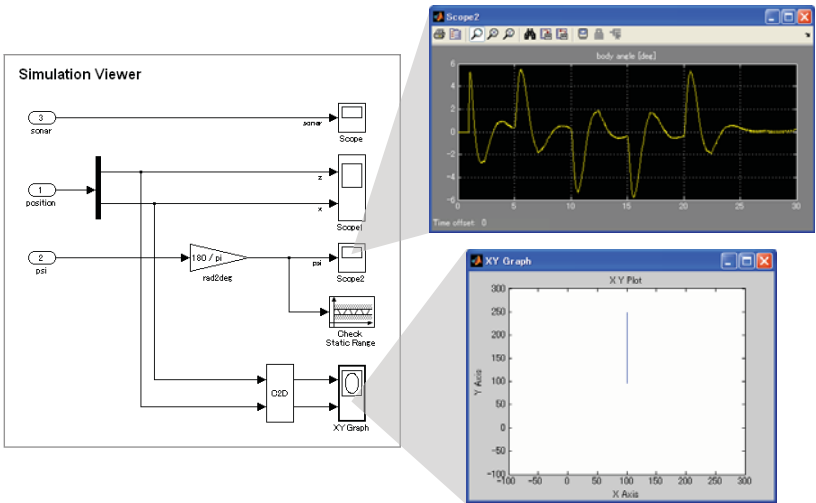 Simulation Viewer
3
sonar
sonar
Scope
1
position
z
x
Scope1
2
psi
180 / pi
rad2deg
psi
Scope2
Check
Static Range
C2D
XY Graph
Scope2
body angle [deg]
6
4
2
0
-2
-4
-6
0
5
10
15
20
25
30
Time offset: 0
XY Graph
X Y Plot
300
250
200
150
100
50
0
-50
-100
Y Axis
-100
-50
0
50
100
150
200
250
300
X Axis